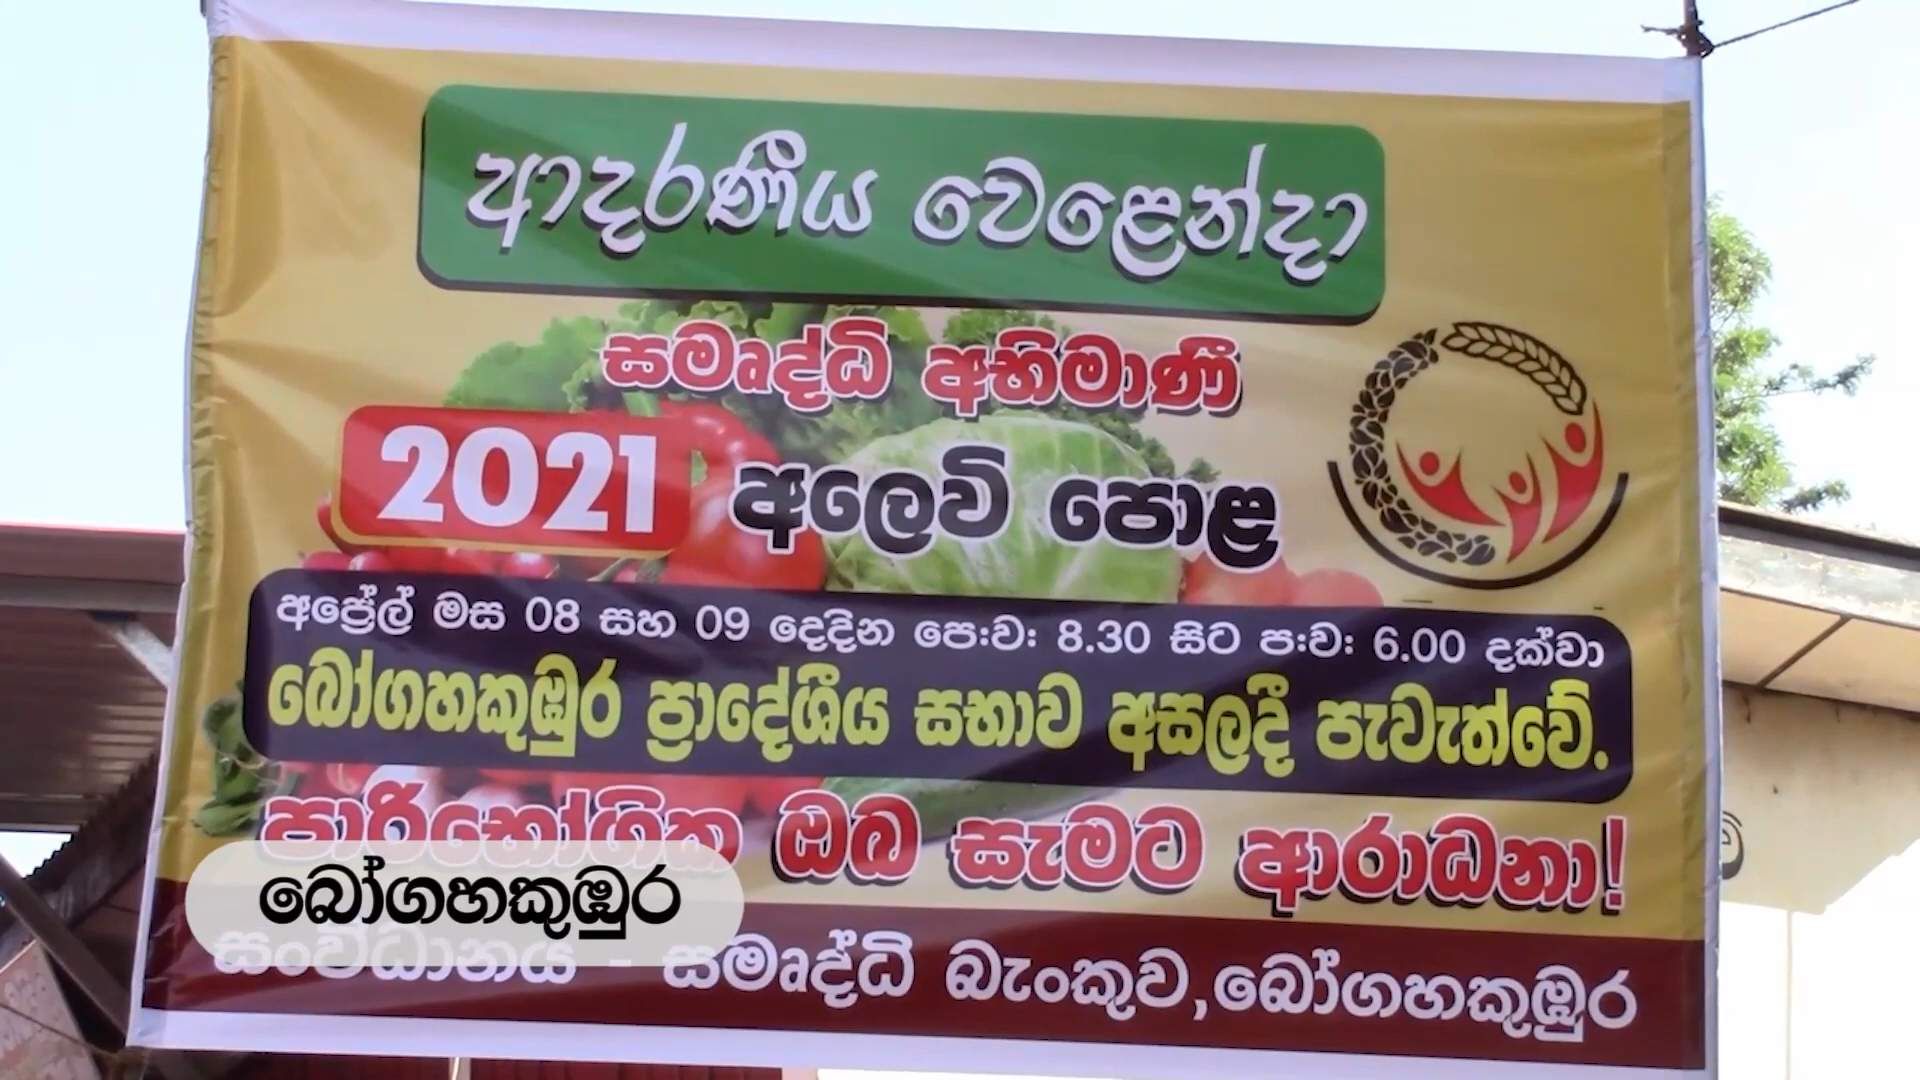 ආදරණීය වෙළෙන්දා
සමෘද්ධි අභිමාණී
2021 අලෙවි පොළ
අප්‍රේල් මස 08 සහ 09 දෙදින පෙ:ව: 8.30 සිට ප:ව: 6.00 දක්වා
බෝගහකුඹුර ප්‍රාදේශීය සභාව අසලදී පැවැත්වේ.
පාරිභෝගික ඔබ සැමට ආරාධනා!
බෝගහකුඹුර
සංවිධානය - සමෘද්ධි බැංකුව,බෝගහකුඹුර